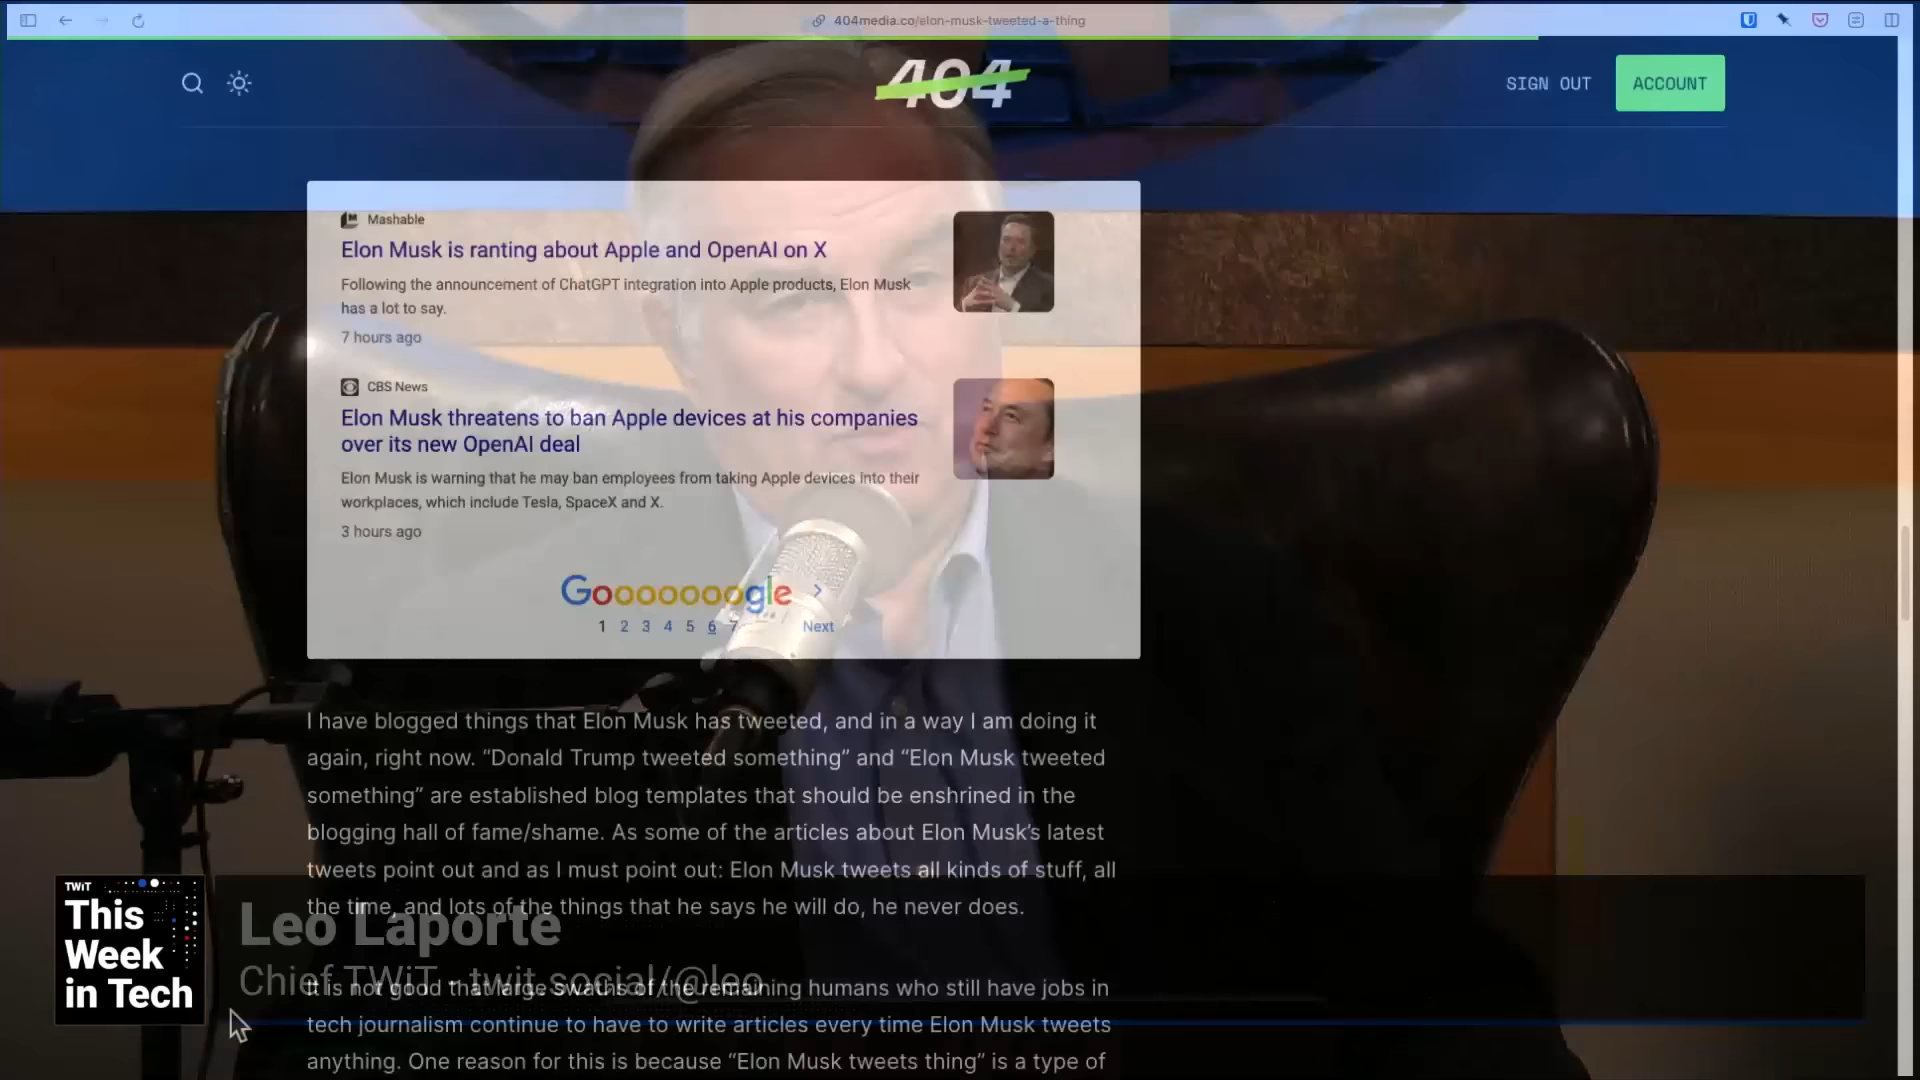 404media.co/elon-musk-tweeted-a-thing
404
SIGN OUT
ACCOUNT
Mashable
Elon Musk is ranting about Apple and OpenAI on X
Following the announcement of ChatGPT integration into Apple products, Elon Musk
has a lot to say.
7 hours ago
CBS News
Elon Musk threatens to ban Apple devices at his companies
over its new OpenAI deal
Elon Musk is warning that he may ban employees from taking Apple devices into their
workplaces, which include Tesla, SpaceX and X.
3 hours ago
Goooooooogle >
1 2 3 4 5 6 7 Next
I have blogged things that Elon Musk has tweeted, and in a way I am doing it
again, right now. “Donald Trump tweeted something” and “Elon Musk tweeted
something” are established blog templates that should be enshrined in the
blogging hall of fame/shame. As some of the articles about Elon Musk’s latest
tweets point out and as I must point out: Elon Musk tweets all kinds of stuff, all
the time, and lots of the things that he says he will do, he never does.
It is not good that large swaths of the remaining humans who still have jobs in
tech journalism continue to have to write articles every time Elon Musk tweets
anything. One reason for this is because “Elon Musk tweets thing” is a type of
TWiT
This
Week
in Tech
Leo Laporte
Chief TWiT - twit.social/@leo